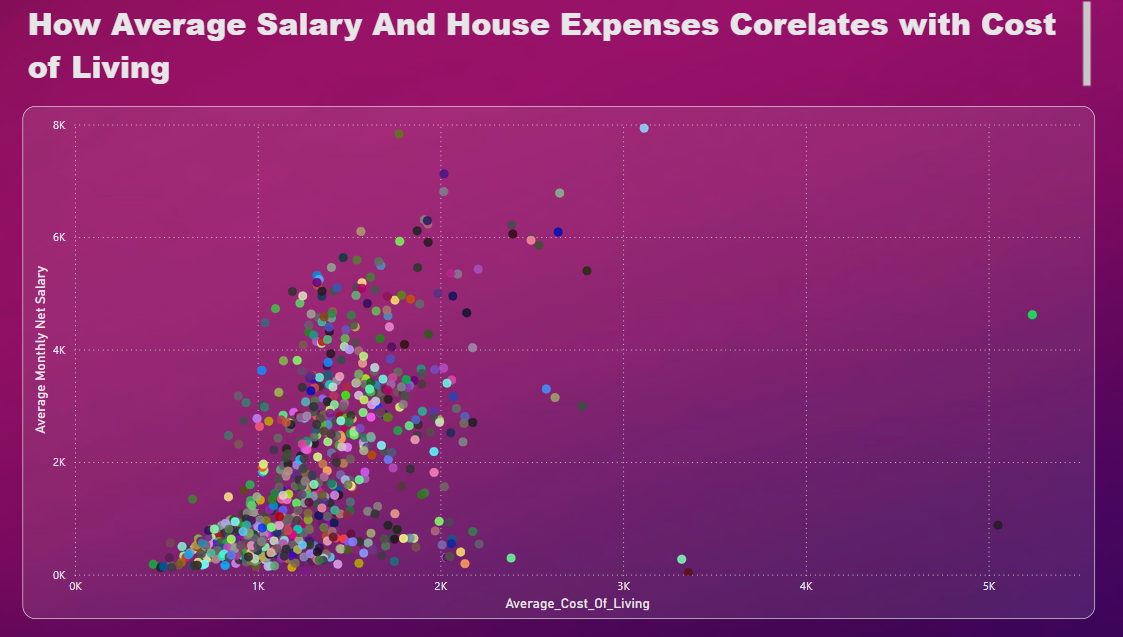 How Average Salary And House Expenses Corelates with Cost
of Living
8K
6K
4K
2K
0K
Average Monthly Net Salary
0K 1K 2K 3K 4K 5K
Average_Cost_Of_Living